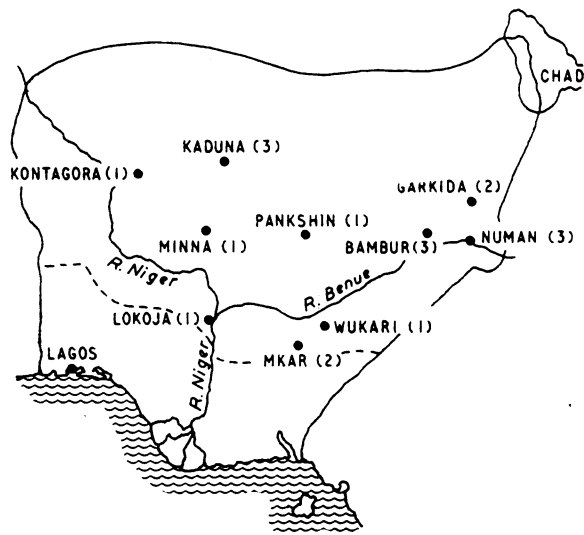 CHAD
KADUNA (3)
KONTAGORA (1)
GARKIDA (2)
PANKSHIN (1)
MINNA (1)
BAMBUR (3)
NUMAN (3)
R. Niger
R. Benue
LOKOJA (1)
WUKARI (1)
LAGOS
MKAR (2)
R. Niger